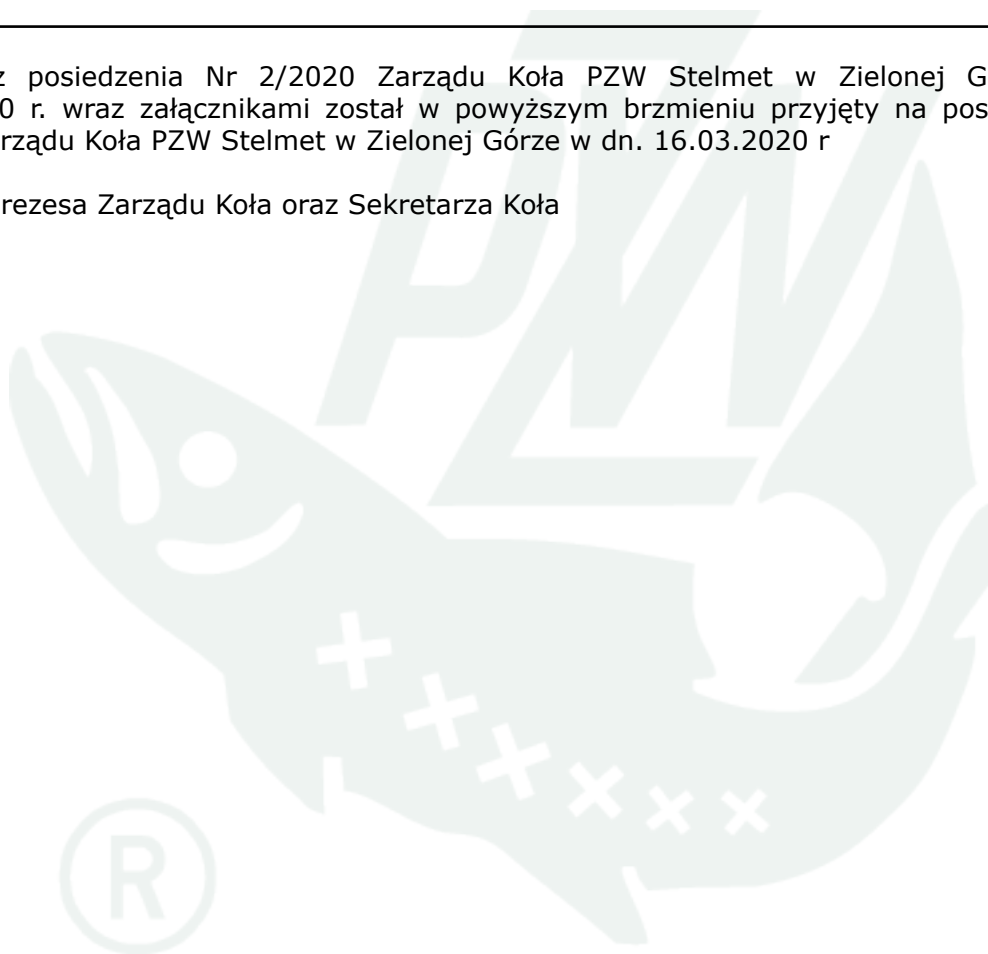 z posiedzenia Nr 2/2020 Zarządu Koła PZW Stelmet w Zielonej G
0 r. wraz załącznikami został w powyższym brzmieniu przyjęty na pos
rządu Koła PZW Stelmet w Zielonej Górze w dn. 16.03.2020 r
rezesa Zarządu Koła oraz Sekretarza Koła
PZW
®